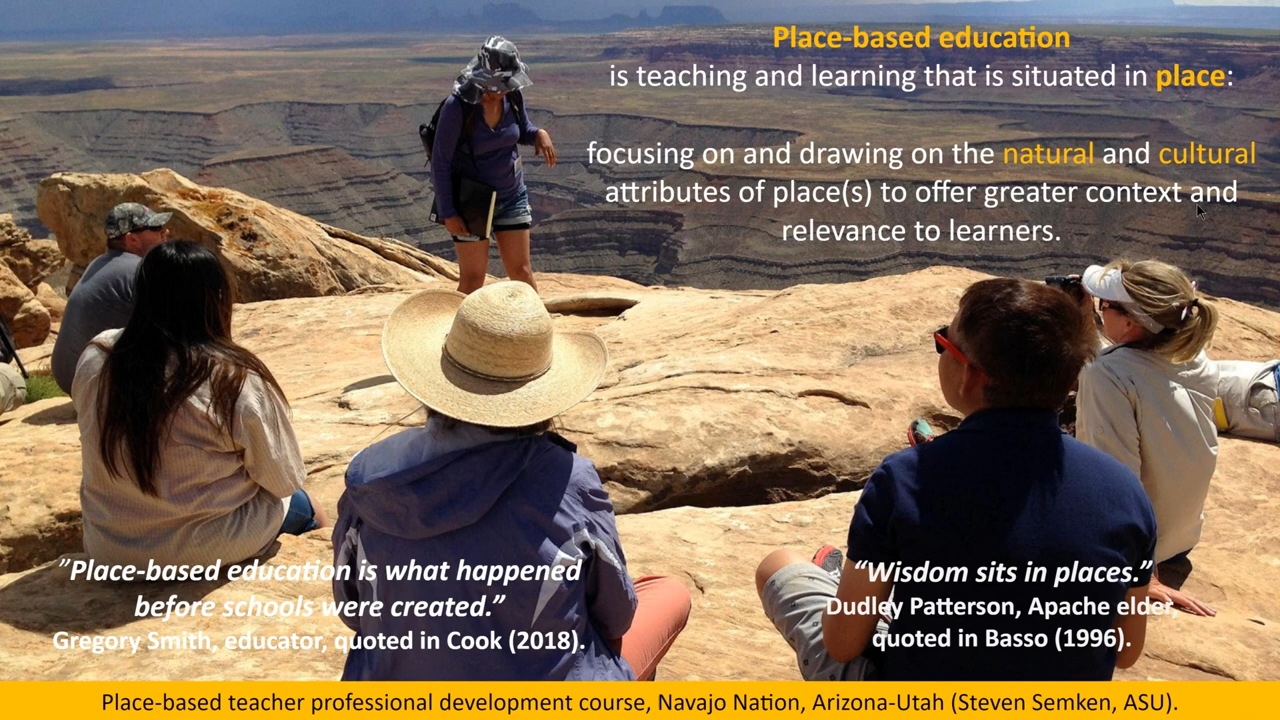 Place-based education
is teaching and learning that is situated in place:
focusing on and drawing on the natural and cultural
attributes of place(s) to offer greater context and
relevance to learners.
”Place-based education is what happened
before schools were created.”
Gregory Smith, educator, quoted in Cook (2018).
“Wisdom sits in places.”
Dudley Patterson, Apache elder,
quoted in Basso (1996).
Place-based teacher professional development course, Navajo Nation, Arizona-Utah (Steven Semken, ASU).